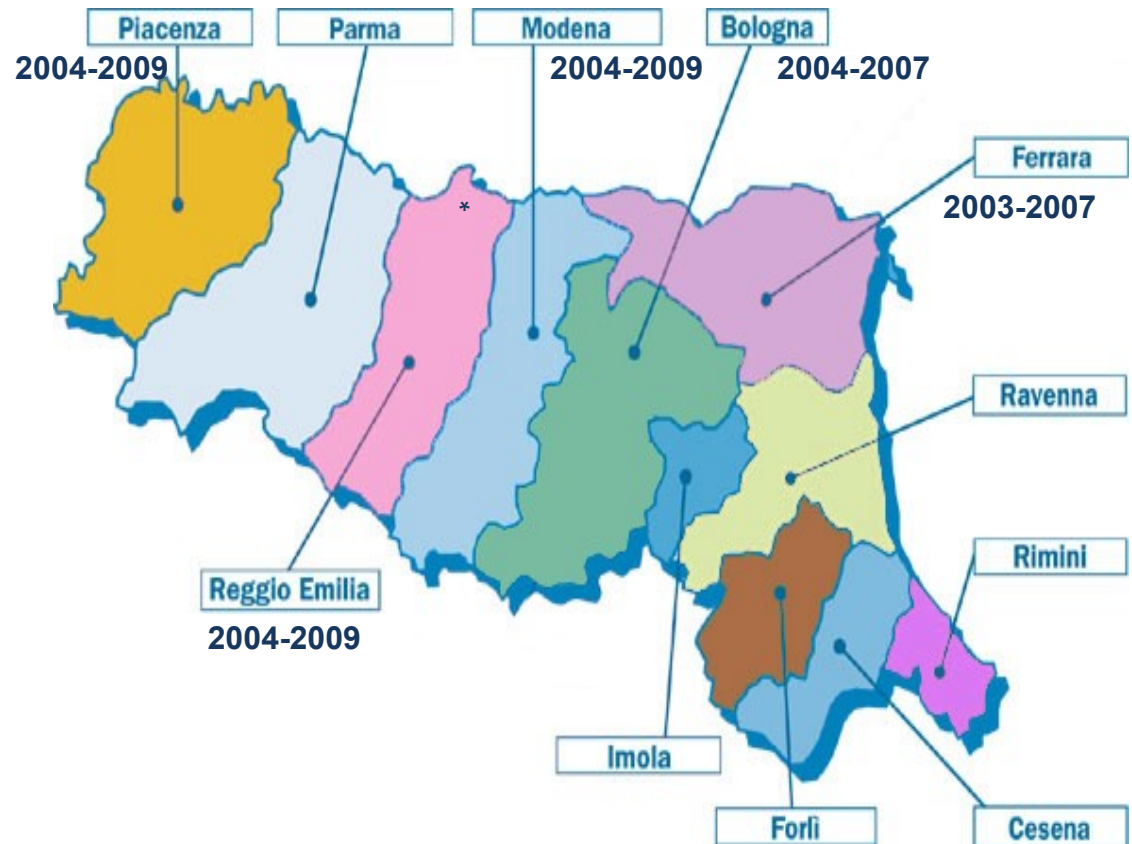 Piacenza
2004-2009
Parma
Modena
2004-2009
Bologna
2004-2007
Ferrara
2003-2007
*
Ravenna
Rimini
Reggio Emilia
2004-2009
Imola
Forlì
Cesena